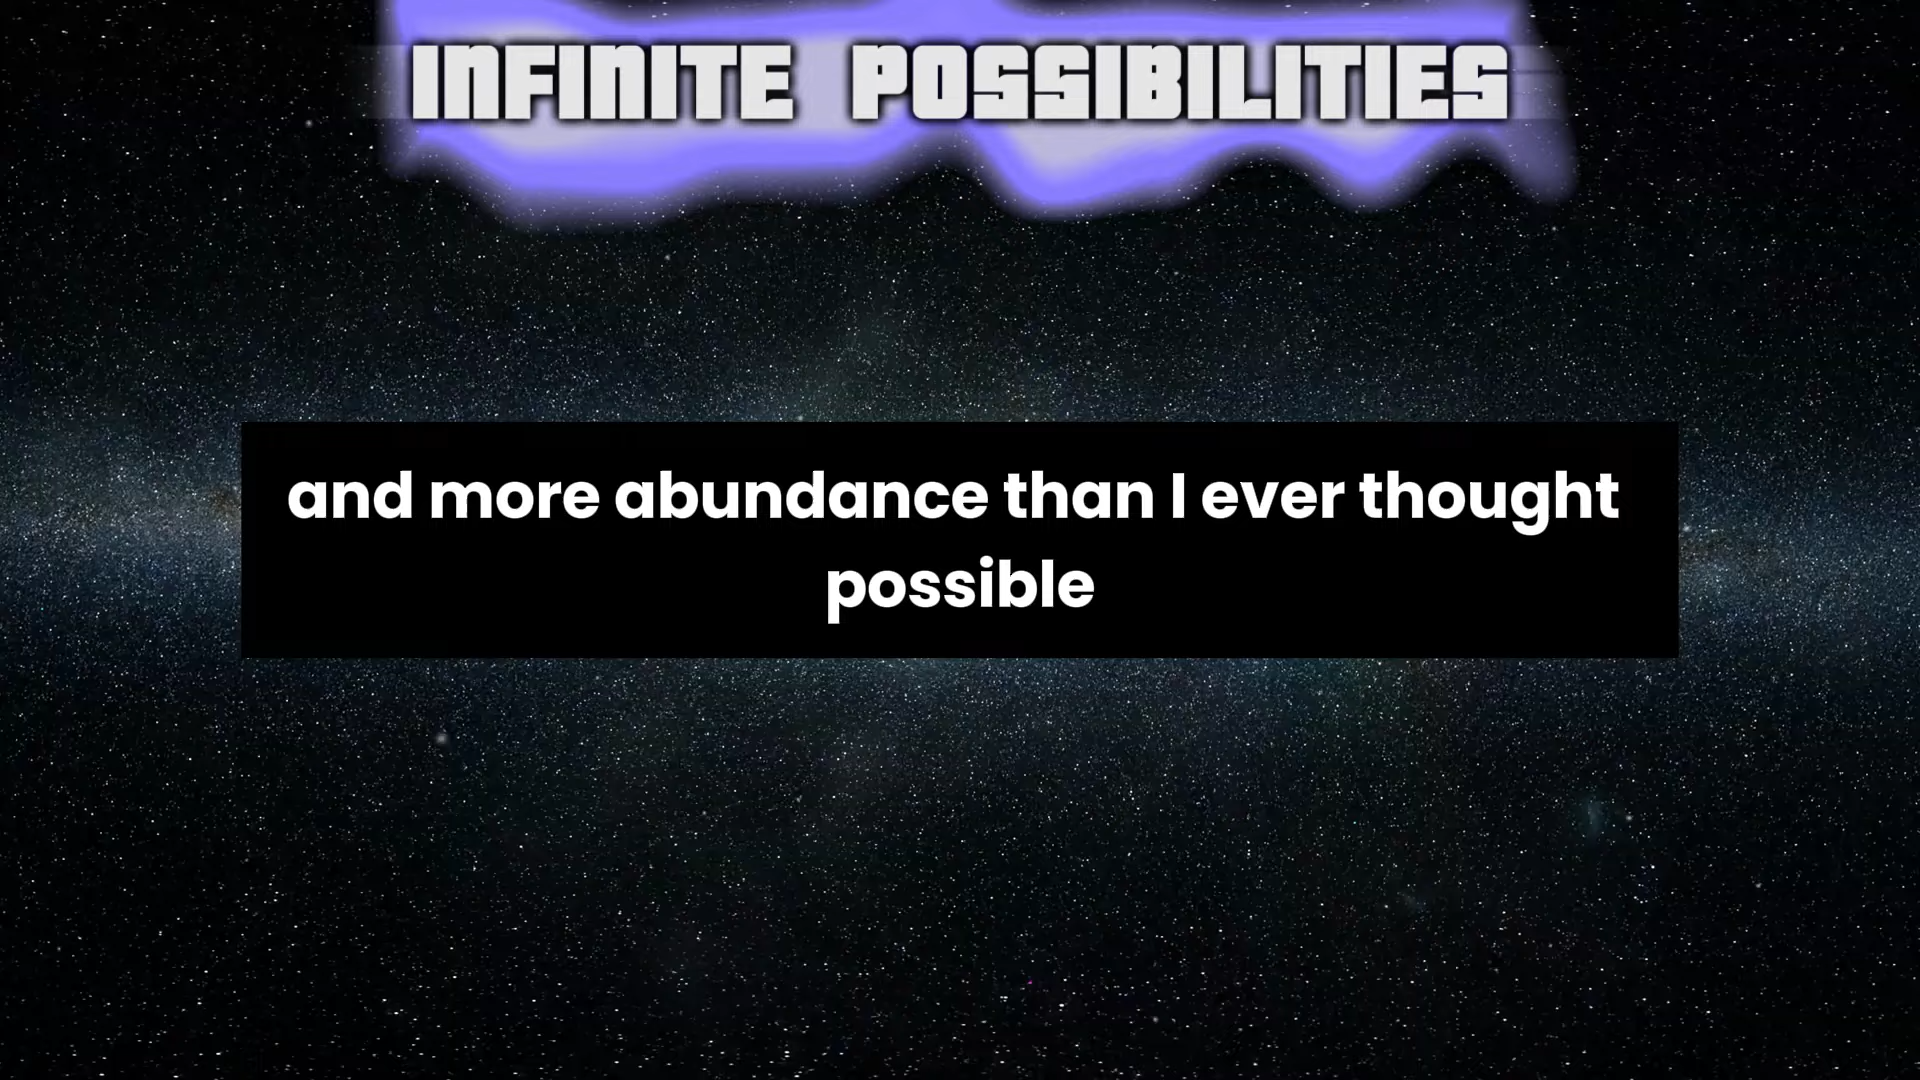 INFINITE POSSIBILITIES
and more abundance than I ever thought
possible